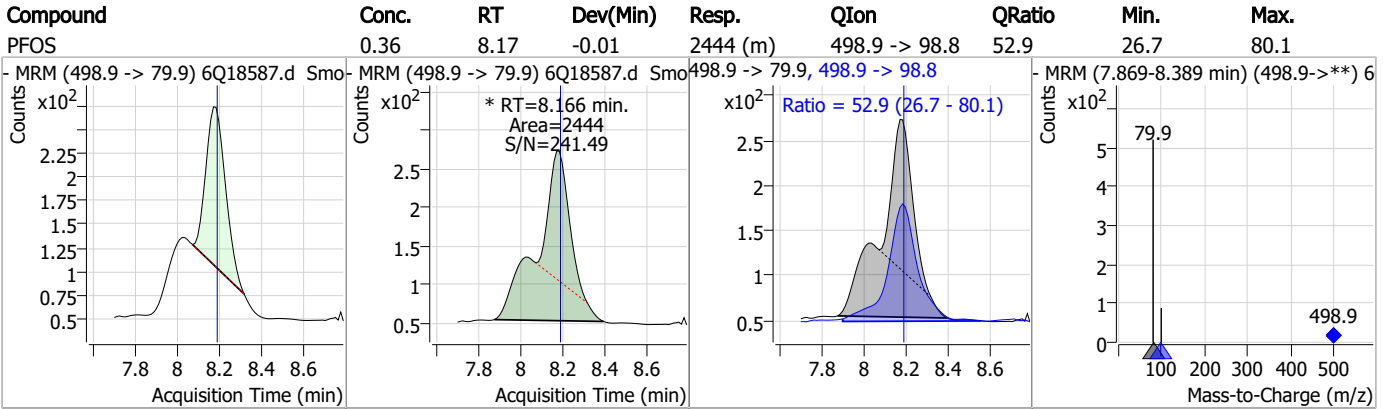 Compound Conc. RT Dev(Min) Resp. QIon QRatio Min. Max.
PFOS 0.36 8.17 -0.01 2444 (m) 498.9 -> 98.8 52.9 26.7 80.1
- MRM (498.9 -> 79.9) 6Q18587.d Smo
Counts
x10²
2.25
2
1.75
1.5
1.25
1
0.75
0.5
7.8 8 8.2 8.4 8.6
Acquisition Time (min)
- MRM (498.9 -> 79.9) 6Q18587.d Smo
Counts
x10²
* RT=8.166 min.
Area=2444
S/N=241.49
2.5
2
1.5
1
0.5
7.8 8 8.2 8.4 8.6
Acquisition Time (min)
498.9 -> 79.9, 498.9 -> 98.8
x10²
Ratio = 52.9 (26.7 - 80.1)
2.5
1.5
1
0.5
7.8 8 8.2 8.4 8.6
Acquisition Time (min)
- MRM (7.869-8.389 min) (498.9->**) 6
Counts
x10²
79.9
5
4
3
2
1
0
498.9
100 200 300 400 500
Mass-to-Charge (m/z)